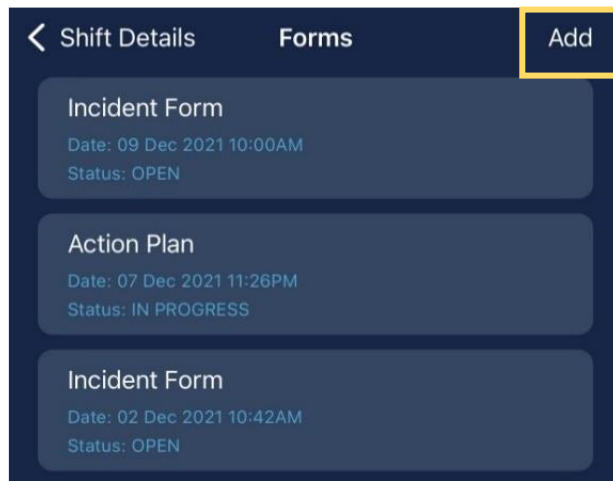 Shift Details Forms Add
Incident Form
Date: 09 Dec 2021 10:00AM
Status: OPEN
Action Plan
Date: 07 Dec 2021 11:26PM
Status: IN PROGRESS
Incident Form
Date: 02 Dec 2021 10:42AM
Status: OPEN